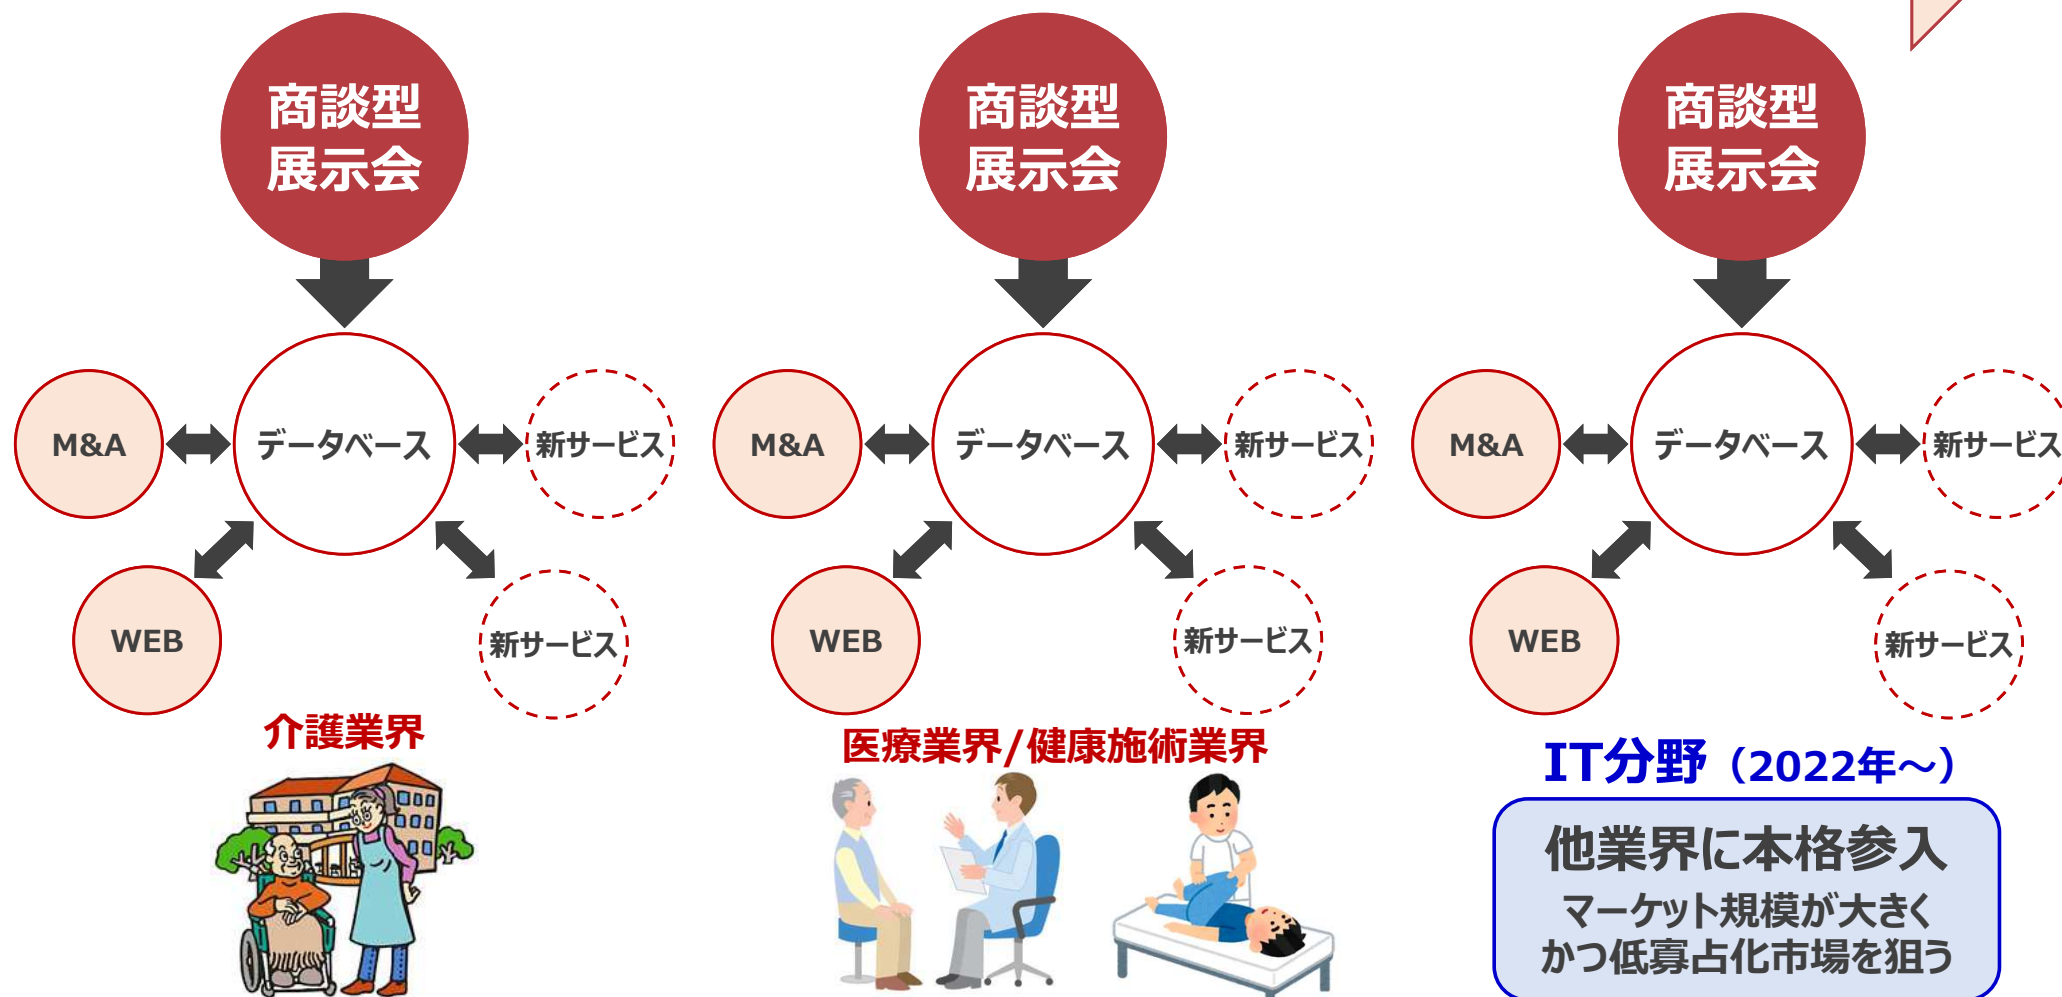 商談型
展示会
M&A
データベース
新サービス
WEB
新サービス
介護業界
商談型
展示会
M&A
データベース
新サービス
WEB
新サービス
医療業界/健康施術業界
商談型
展示会
M&A
データベース
新サービス
WEB
新サービス
IT分野（2022年～）
他業界に本格参入
マーケット規模が大きく
かつ低寡占化市場を狙う